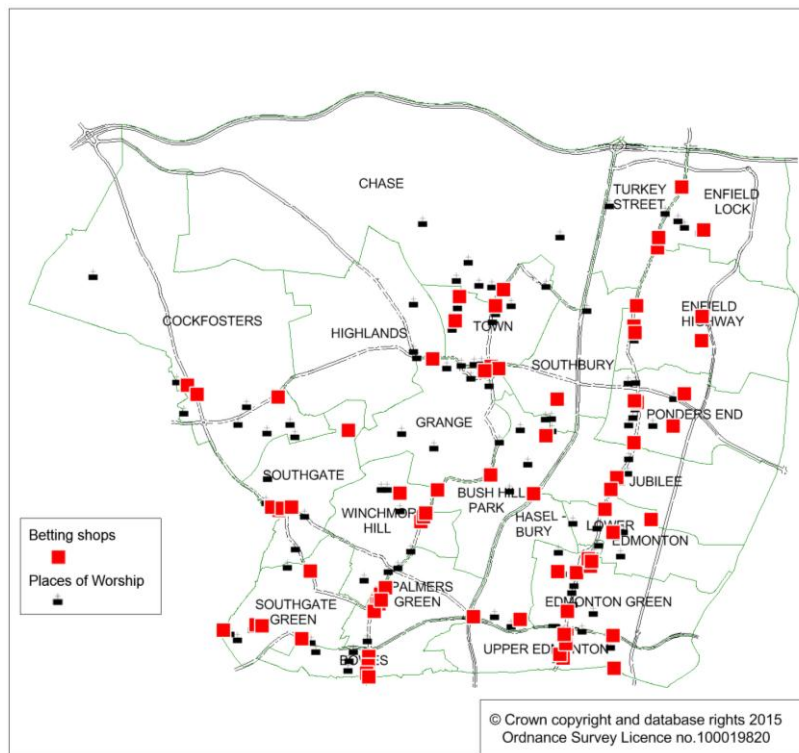 CHASE
TURKEY
STREET
ENFIELD
LOCK
COCKFOSTERS
HIGHLANDS
TOWN
ENFIELD
HIGHWAY
SOUTHBURY
GRANGE
PONDERS END
SOUTHGATE
WINCHMOR
HILL
BUSH HILL
PARK
HASEL -
BURY
JUBILEE
LOWER
EDMONTON
Betting shops
Places of Worship
SOUTHGATE
GREEN
PALMERS
GREEN
EDMONTON GREEN
BOWES
UPPER EDMONTON
© Crown copyright and database rights 2015
Ordnance Survey Licence no.100019820